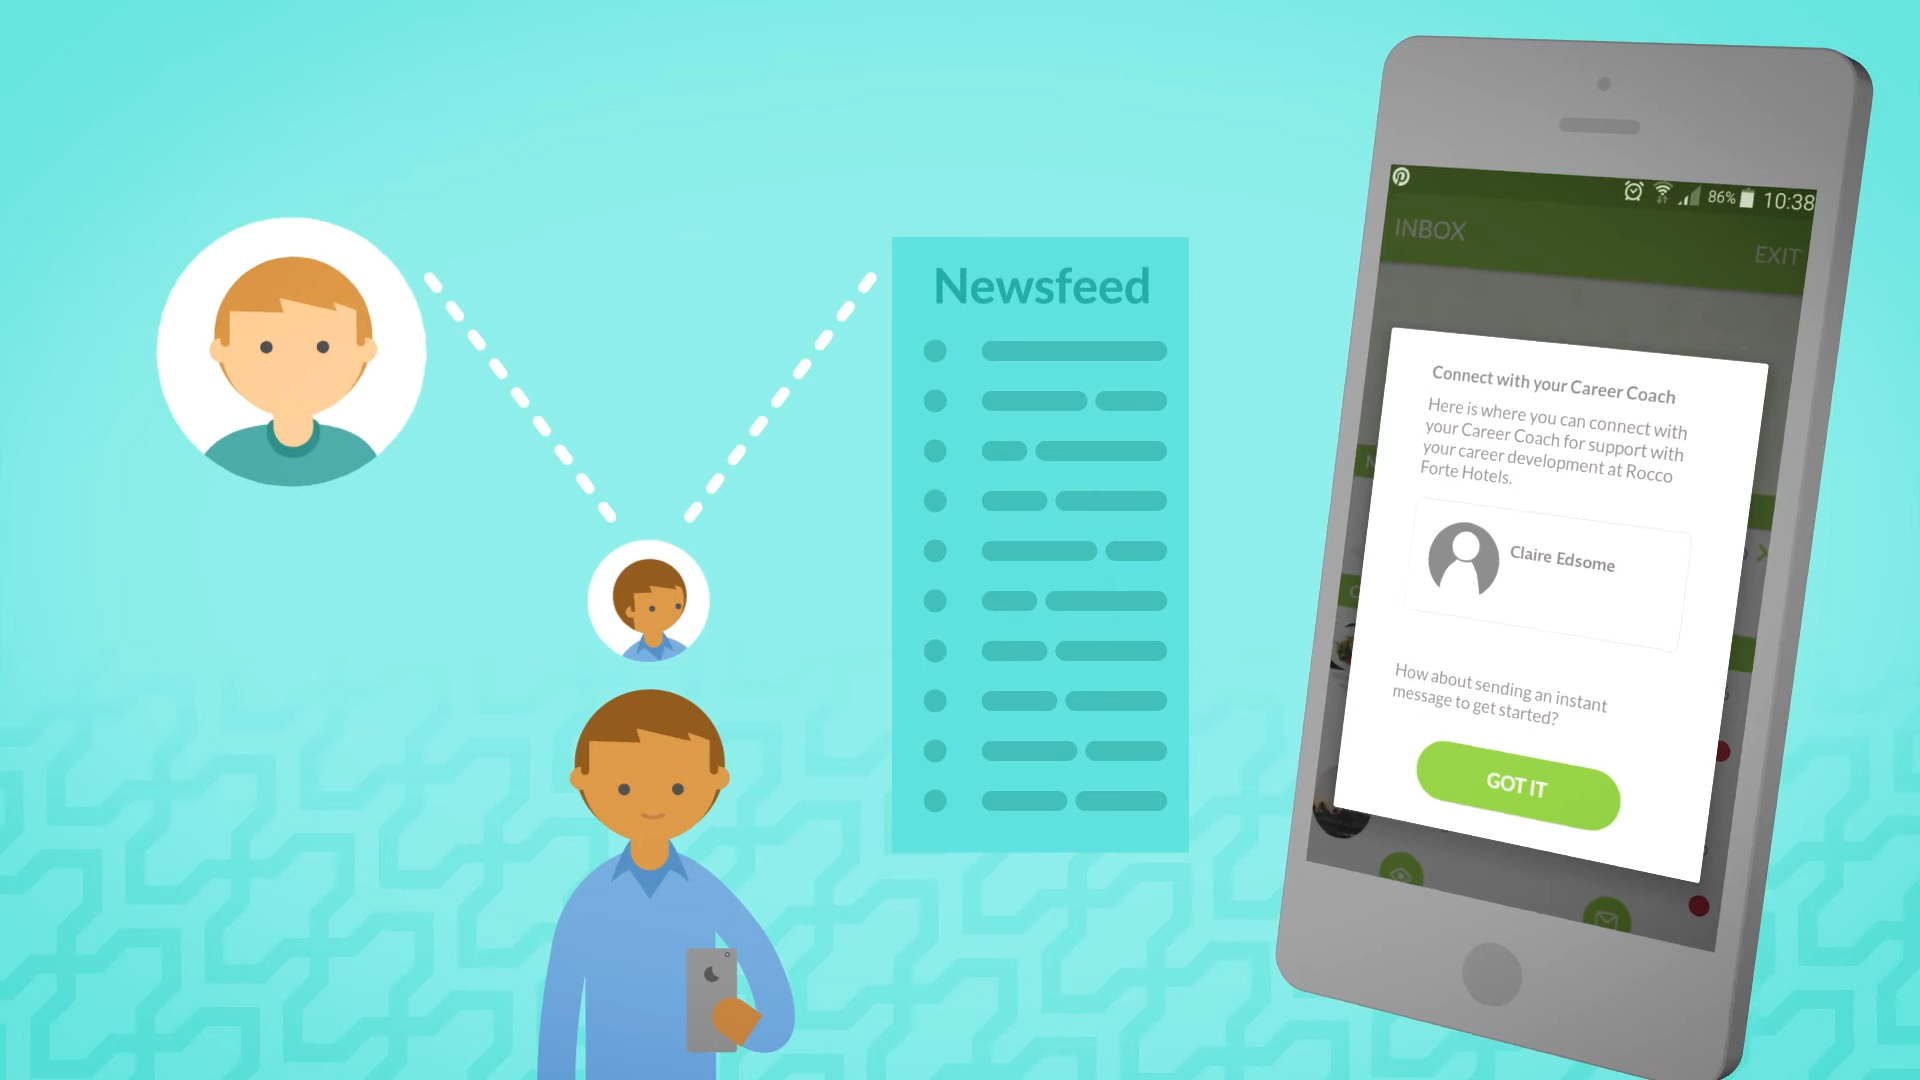 Newsfeed
86% 10:38
INBOX
EXIT
Connect with your Career Coach
Here is where you can connect with
your Career Coach for support with
your career development at Rocco
Forte Hotels.
Claire Edsome
How about sending an instant
message to get started?
GOT IT